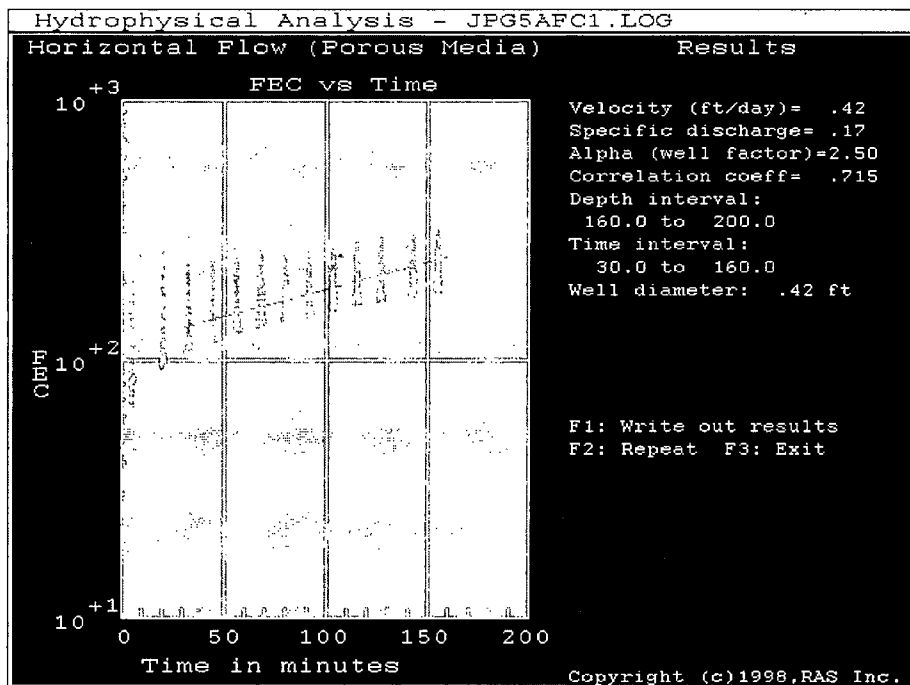 Hydrophysical Analysis - JPG5AFC1.LOG
Horizontal Flow (Porous Media)
Results
FEC vs Time
10+3
10+2
10+1
FEC
0 50 100 150 200
Time in minutes
Velocity (ft/day)= .42
Specific discharge= .17
Alpha (well factor)=2.50
Correlation coeff= .715
Depth interval:
160.0 to 200.0
Time interval:
30.0 to 160.0
Well diameter: .42 ft
F1: Write out results
F2: Repeat F3: Exit
Copyright (c)1998,RAS Inc.